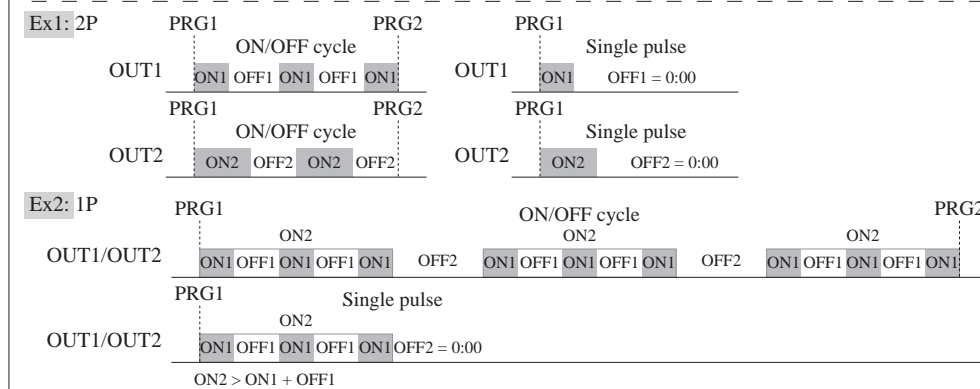 Ex1: 2P PRG1 PRG2 PRG1
ON/OFF cycle Single pulse
OUT1 ON1 OFF1 ON1 OFF1 ON1 OUT1 ON1 OFF1 = 0:00
PRG1 PRG2 PRG1
ON/OFF cycle Single pulse
OUT2 ON2 OFF2 ON2 OFF2 OUT2 ON2 OFF2 = 0:00
Ex2: 1P PRG1 ON/OFF cycle PRG2
ON2 ON2 ON2
OUT1/OUT2 ON1 OFF1 ON1 OFF1 ON1 OFF2 ON1 OFF1 ON1 OFF1 ON1 OFF2 ON1 OFF1 ON1 OFF1 ON1
PRG1 Single pulse
ON2
OUT1/OUT2 ON1 OFF1 ON1 OFF1 ON1 OFF2 = 0:00
ON2 > ON1 + OFF1